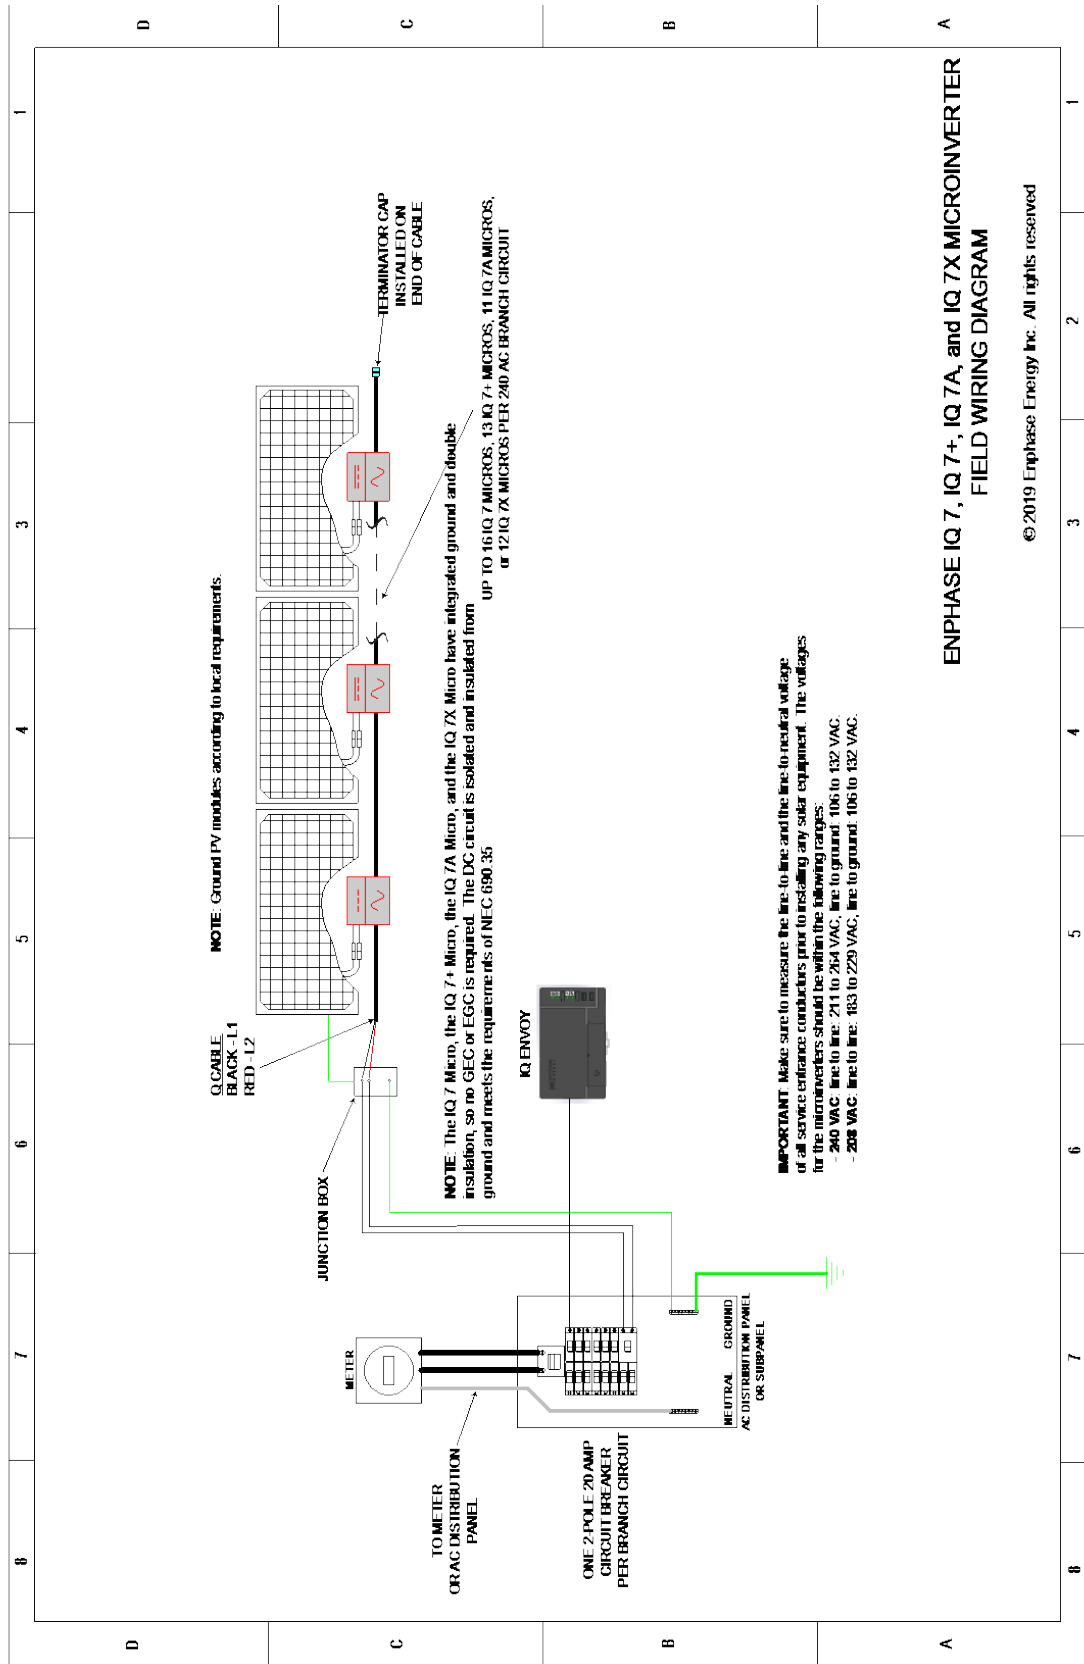 8 7 6 5 4 3 2 1
D
C
B
A
NOTE: Ground PV modules according to local requirements.
Q CABLE
BLACK - L1
RED - L2
JUNCTION BOX
TERMINATOR CAP
INSTALLED ON
END OF CABLE
NOTE: The IQ 7 Micro, the IQ 7+ Micro, the IQ 7A Micro, and the IQ 7X Micro have integrated ground and double
insulation, so no GEC or EGC is required. The DC circuit is isolated and insulated from
ground and meets the requirements of NEC 690.35
UP TO 16 IQ 7 MICROS, 13 IQ 7+ MICROS, 11 IQ 7A MICROS,
or 12 IQ 7X MICROS PER 240 AC BRANCH CIRCUIT
METER
TO METER
OR AC DISTRIBUTION
PANEL
IQ ENVOY
ONE 2-POLE 20 AMP
CIRCUIT BREAKER
PER BRANCH CIRCUIT
NEUTRAL GROUND
AC DISTRIBUTION PANEL
OR SUBPANEL
IMPORTANT: Make sure to measure the line-to-line and the line-to-neutral voltage
of all service entrance conductors prior to installing any solar equipment. The voltages
for the microinverters should be within the following ranges:
- 240 VAC: line to line: 211 to 264 VAC, line to ground: 106 to 132 VAC.
- 208 VAC: line to line: 183 to 229 VAC, line to ground: 106 to 132 VAC.
ENPHASE IQ 7, IQ 7+, IQ 7A, and IQ 7X MICROINVERTER
FIELD WIRING DIAGRAM
© 2019 Enphase Energy Inc. All rights reserved
D
C
B
A
8 7 6 5 4 3 2 1